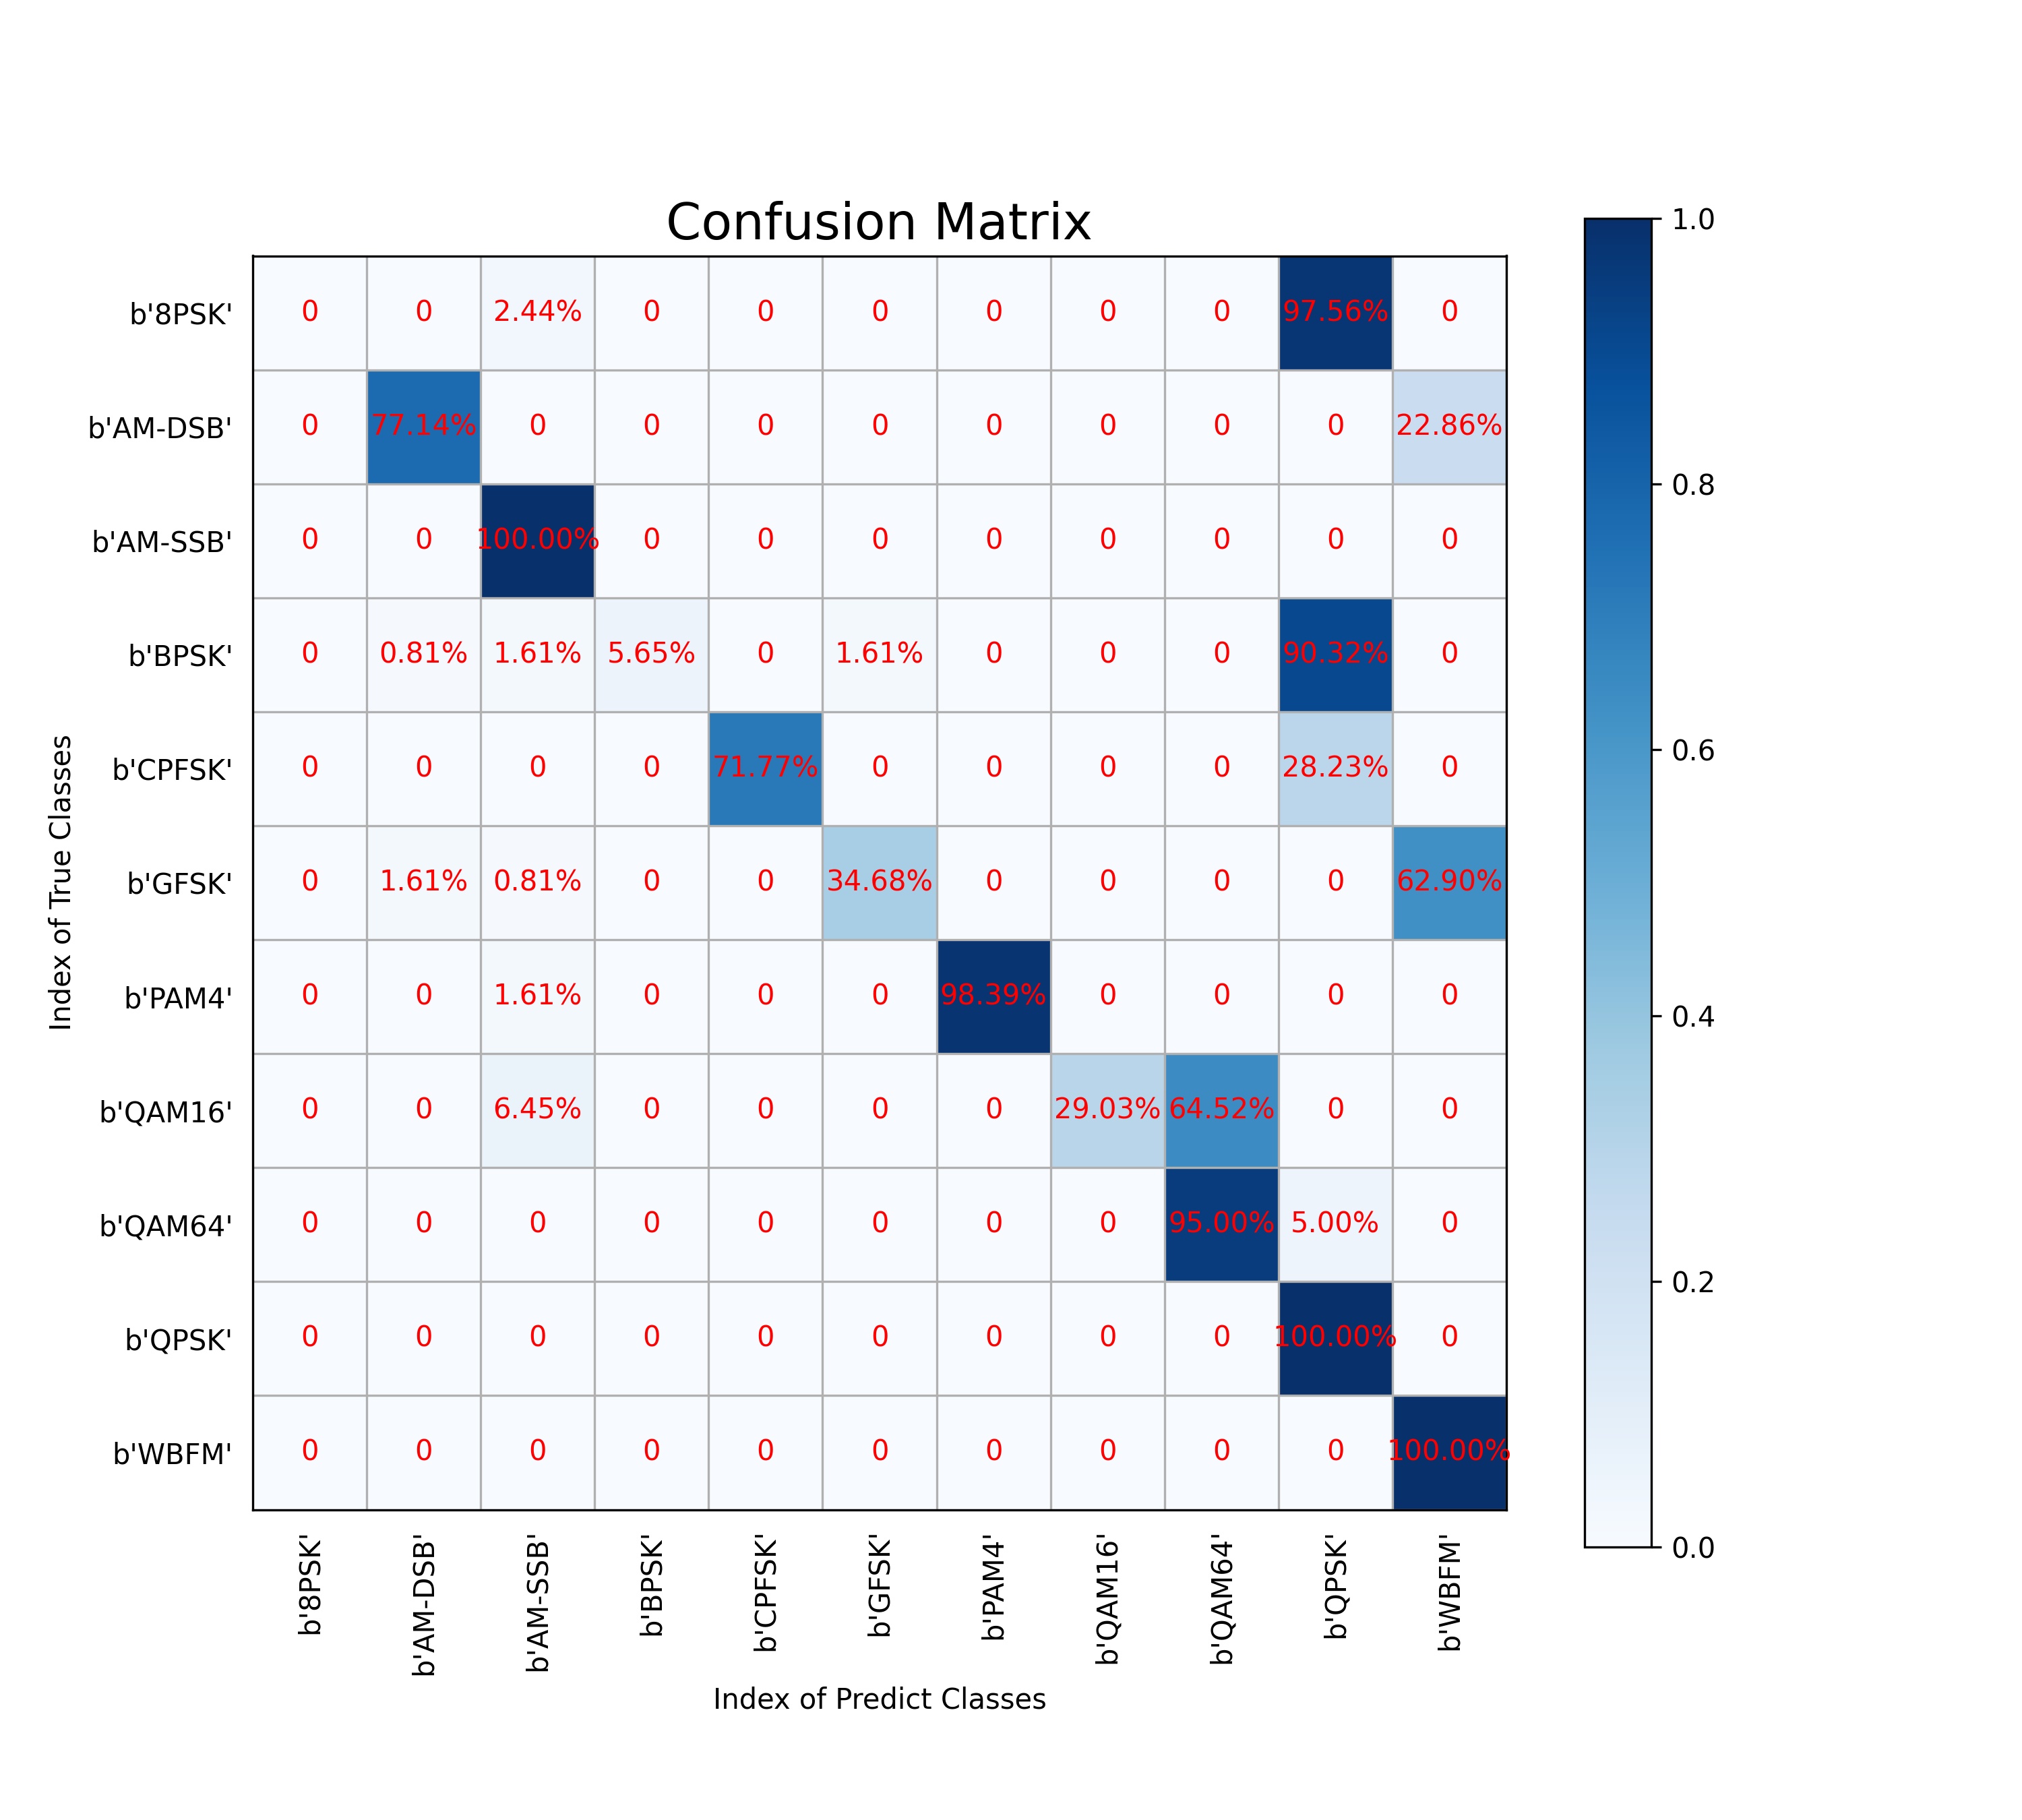 Confusion Matrix
1.0
b'8PSK' 0 0 2.44% 0 0 0 0 0 0 97.56% 0
b'AM-DSB' 0 77.14% 0 0 0 0 0 0 0 0 22.86%
0.8
b'AM-SSB' 0 0 100.00% 0 0 0 0 0 0 0 0
b'BPSK' 0 0.81% 1.61% 5.65% 0 1.61% 0 0 0 90.32% 0
0.6
b'CPFSK' 0 0 0 0 71.77% 0 0 0 0 28.23% 0
Index of True Classes
b'GFSK' 0 1.61% 0.81% 0 0 34.68% 0 0 0 0 62.90%
b'PAM4' 0 0 1.61% 0 0 0 98.39% 0 0 0 0
0.4
b'QAM16' 0 0 6.45% 0 0 0 0 29.03% 64.52% 0 0
b'QAM64' 0 0 0 0 0 0 0 0 95.00% 5.00% 0
0.2
b'QPSK' 0 0 0 0 0 0 0 0 0 100.00% 0
b'WBFM' 0 0 0 0 0 0 0 0 0 0 100.00%
0.0
b'8PSK' b'AM-DSB' b'AM-SSB' b'BPSK' b'CPFSK' b'GFSK' b'PAM4' b'QAM16' b'QAM64' b'QPSK' b'WBFM'
Index of Predict Classes